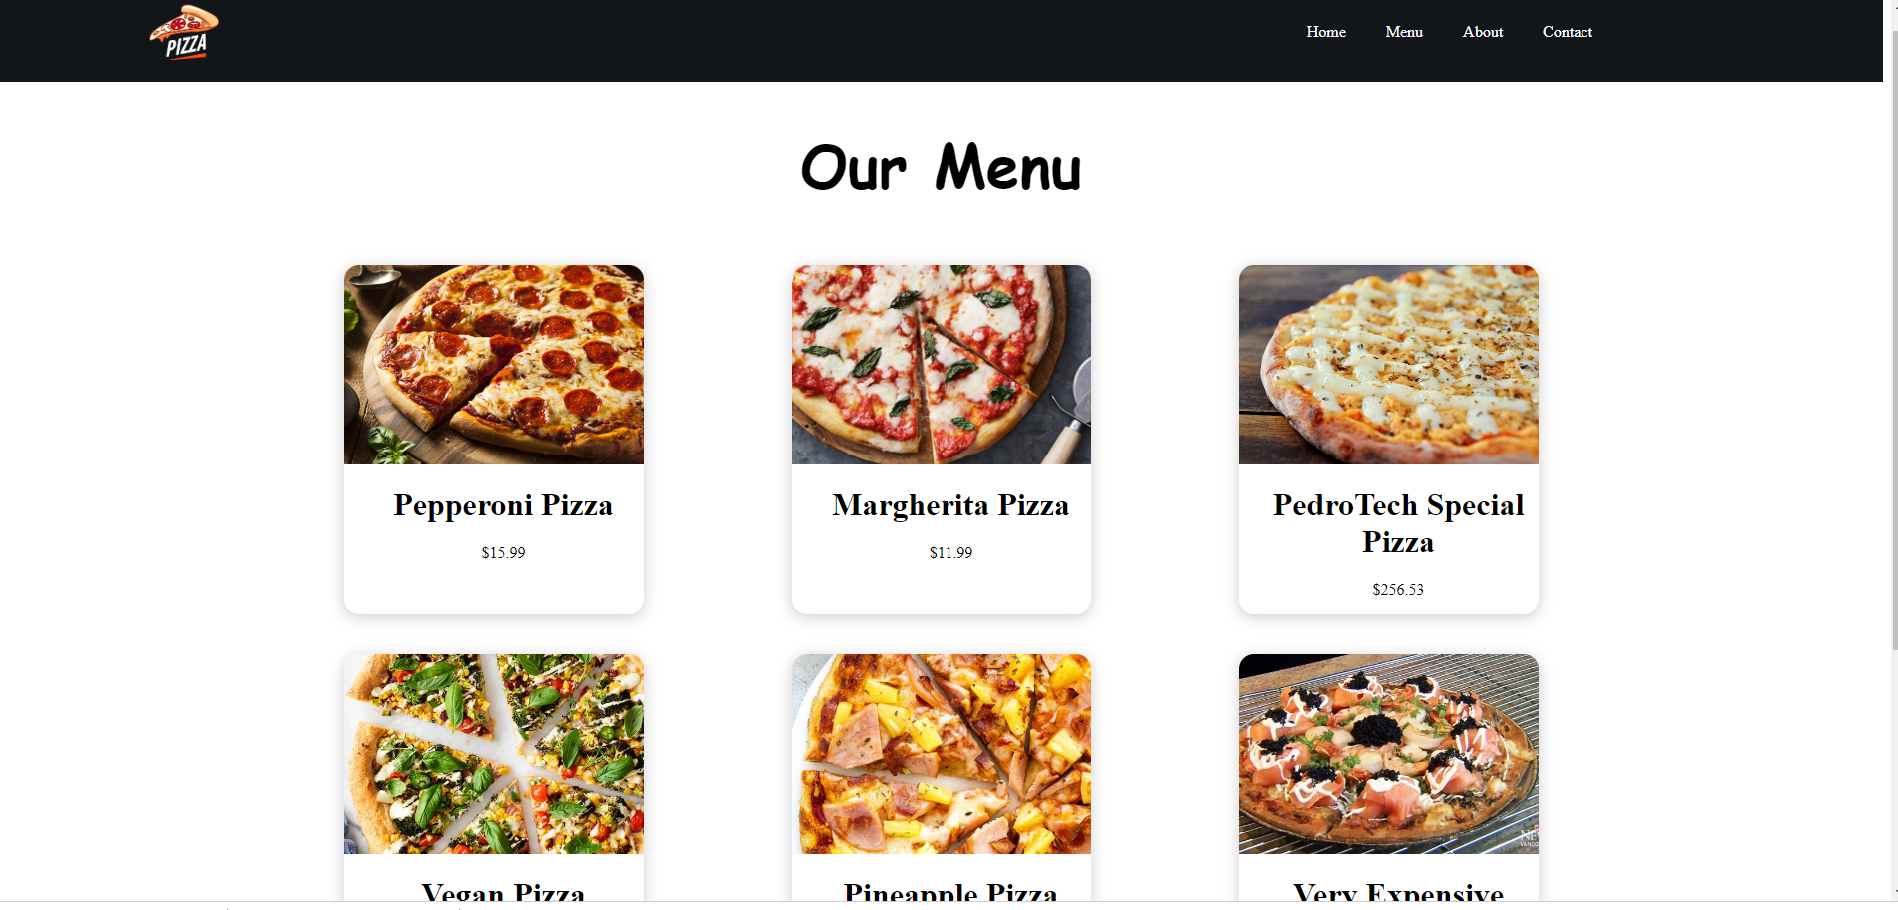 PIZZA
Home Menu About Contact
Our Menu
Pepperoni Pizza
$15.99
Margherita Pizza
$11.99
PedroTech Special
Pizza
$256.53
Vegan Pizza
Pineapple Pizza
Very Expensive